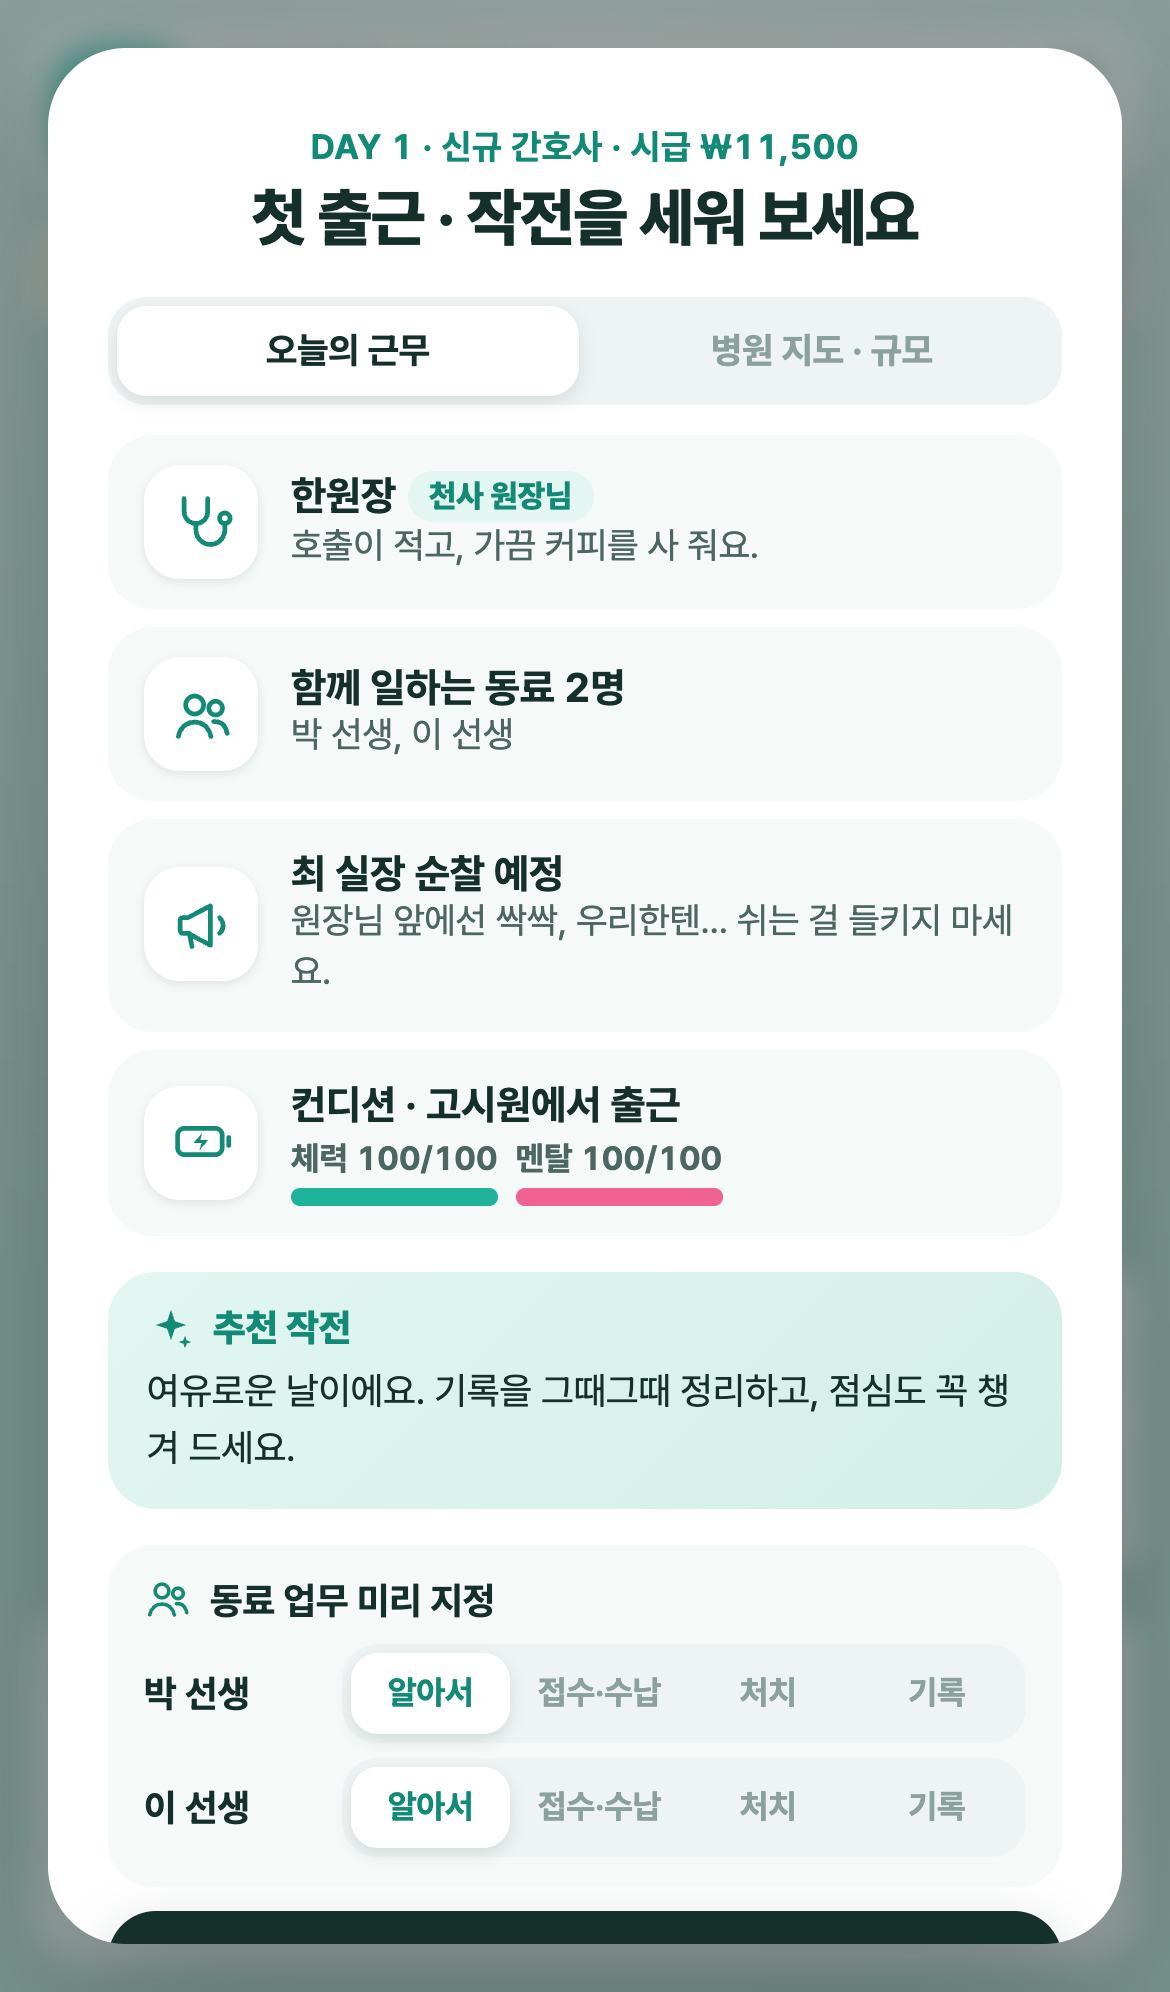 DAY 1 · 신규 간호사 · 시급 ₩11,500
첫 출근 · 작전을 세워 보세요
오늘의 근무
병원 지도 · 규모
한원장 천사 원장님
호출이 적고, 가끔 커피를 사 줘요.
함께 일하는 동료 2명
박 선생, 이 선생
최 실장 순찰 예정
원장님 앞에선 싹싹, 우리한텐... 쉬는 걸 들키지 마세
요.
컨디션 · 고시원에서 출근
체력 100/100 멘탈 100/100
추천 작전
여유로운 날이에요. 기록을 그때그때 정리하고, 점심도 꼭 챙
겨 드세요.
동료 업무 미리 지정
박 선생 알아서 접수·수납 처치 기록
이 선생 알아서 접수·수납 처치 기록